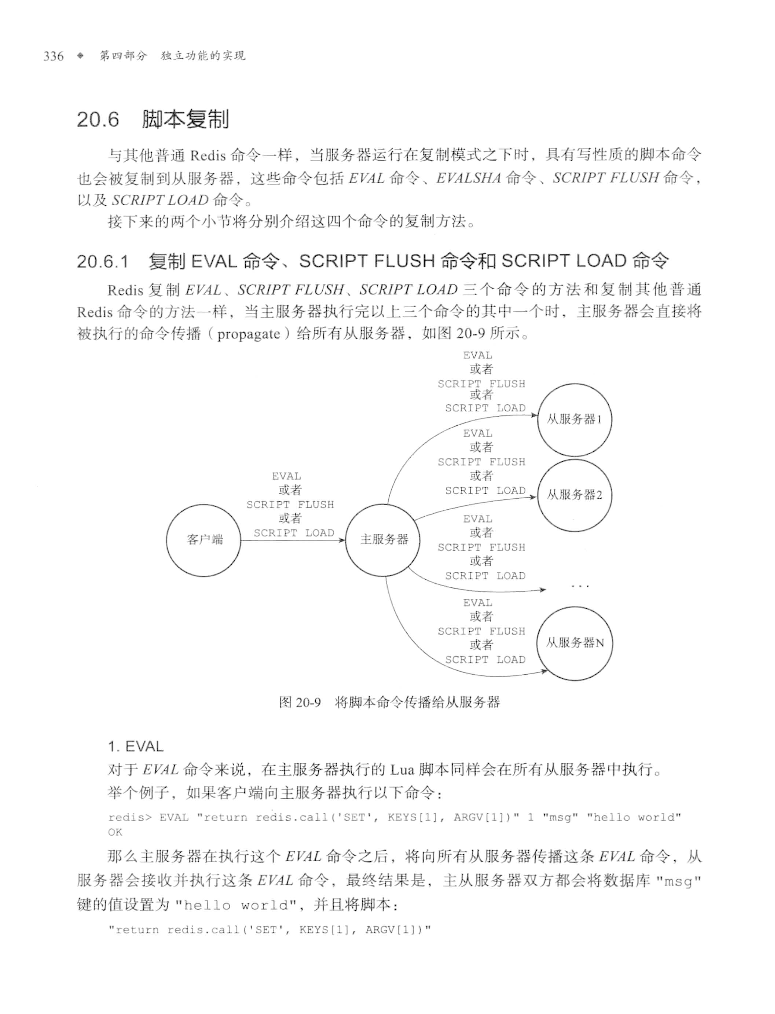 336 ◆ 第四部分 独立功能的实现
20.6 脚本复制
与其他普通 Redis 命令一样，当服务器运行在复制模式之下时，具有写性质的脚本命令
也会被复制到从服务器，这些命令包括 EVAL 命令、EVALSHA 命令、SCRIPT FLUSH 命令，
以及 SCRIPT LOAD 命令。
接下来的两个小节将分别介绍这四个命令的复制方法。
20.6.1 复制 EVAL 命令、SCRIPT FLUSH 命令和 SCRIPT LOAD 命令
Redis 复制 EVAL、SCRIPT FLUSH、SCRIPT LOAD 三个命令的方法和复制其他普通
Redis 命令的方法一样，当主服务器执行完以上三个命令的其中一个时，主服务器会直接将
被执行的命令传播（propagate）给所有从服务器，如图 20-9 所示。
EVAL
或者
SCRIPT FLUSH
或者
SCRIPT LOAD
从服务器1
EVAL
或者
SCRIPT FLUSH
或者
SCRIPT LOAD
从服务器2
EVAL
或者
SCRIPT FLUSH
或者
SCRIPT LOAD
客户端
主服务器
EVAL
或者
SCRIPT FLUSH
或者
SCRIPT LOAD
...
EVAL
或者
SCRIPT FLUSH
或者
SCRIPT LOAD
从服务器N
图 20-9 将脚本命令传播给从服务器
1. EVAL
对于 EVAL 命令来说，在主服务器执行的 Lua 脚本同样会在所有从服务器中执行。
举个例子，如果客户端向主服务器执行以下命令：
redis> EVAL "return redis.call('SET', KEYS[1], ARGV[1])" 1 "msg" "hello world"
OK
那么主服务器在执行这个 EVAL 命令之后，将向所有从服务器传播这条 EVAL 命令，从
服务器会接收并执行这条 EVAL 命令，最终结果是，主从服务器双方都会将数据库 "msg"
键的值设置为 "hello world"，并且将脚本：
"return redis.call('SET', KEYS[1], ARGV[1])"